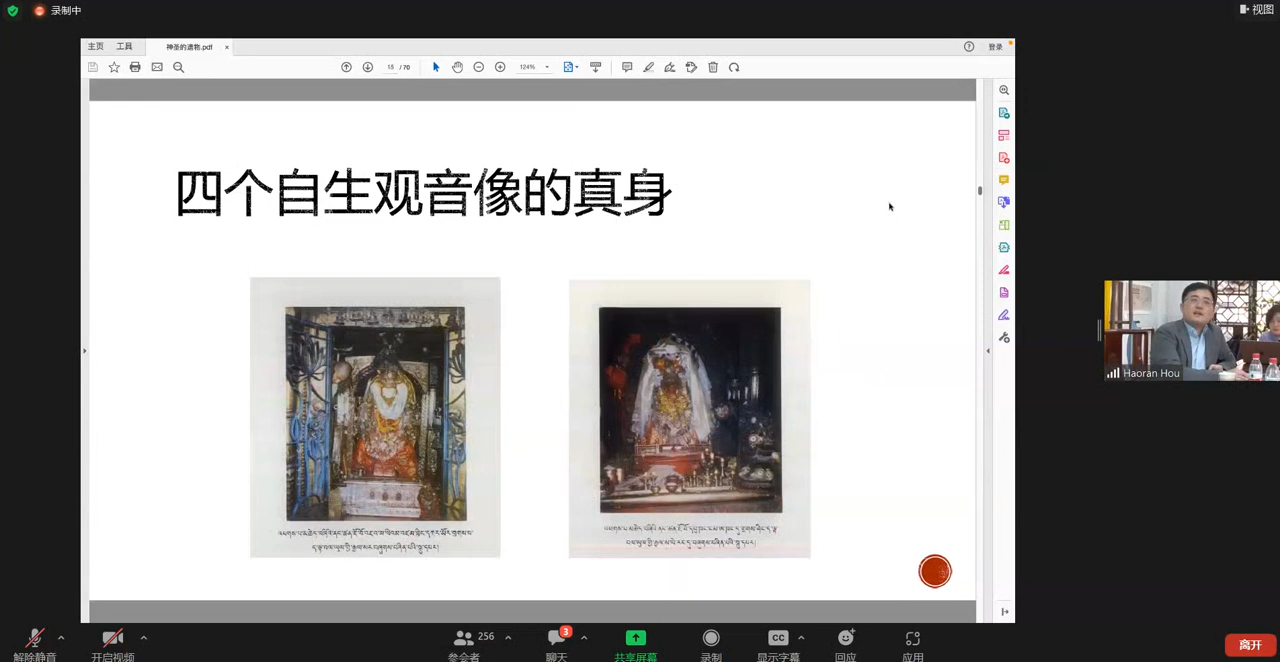 录制中
视图
主页 工具 神圣的遗物.pdf ×
登录
15 / 70
124%
四个自生观音像的真身
Haoran Hou
解除静音
开启视频
256
参会者
3
聊天
共享屏幕
录制
CC
显示字幕
回应
应用
离开